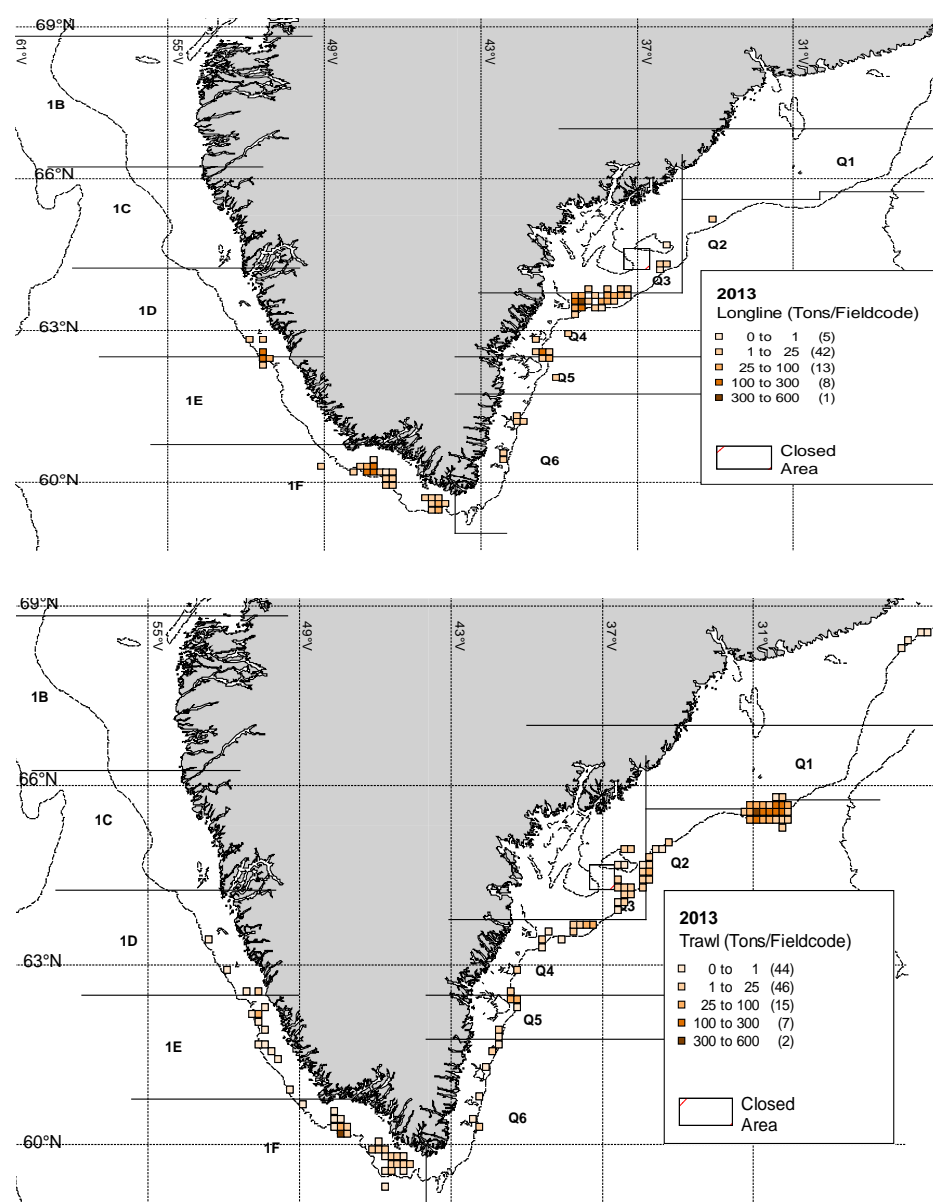 69°N
61°V
55°V
49°V
43°V
37°V
31°V
1B
Q1
66°N
1C
Q2
Q3
2013
Longline (Tons/Fieldcode)
1D
63°N
0 to 1 (5)
Q4
1 to 25 (42)
25 to 100 (13)
Q5
100 to 300 (8)
1E
300 to 600 (1)
Closed
Area
Q6
60°N
1F
69°N
55°V
49°V
43°V
37°V
31°V
1B
Q1
66°N
1C
Q2
Q3
2013
Trawl (Tons/Fieldcode)
1D
63°N
Q4
0 to 1 (44)
1 to 25 (46)
25 to 100 (15)
Q5
100 to 300 (7)
1E
300 to 600 (2)
Closed
Area
Q6
60°N
1F